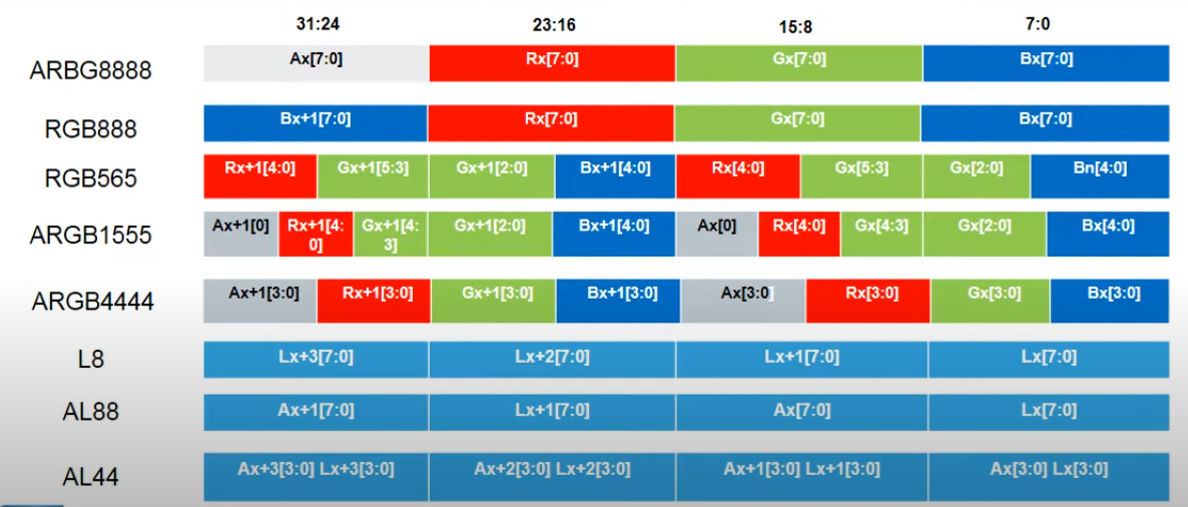 31:24 23:16 15:8 7:0
ARBG8888 Ax[7:0] Rx[7:0] Gx[7:0] Bx[7:0]
RGB888 Bx+1[7:0] Rx[7:0] Gx[7:0] Bx[7:0]
RGB565 Rx+1[4:0] Gx+1[5:3] Gx+1[2:0] Bx+1[4:0] Rx[4:0] Gx[5:3] Gx[2:0] Bn[4:0]
ARGB1555 Ax+1[0] Rx+1[4: Gx+1[4: Gx+1[2:0] Bx+1[4:0] Ax[0] Rx[4:0] Gx[4:3] Gx[2:0] Bx[4:0]
0] 3]
ARGB4444 Ax+1[3:0] Rx+1[3:0] Gx+1[3:0] Bx+1[3:0] Ax[3:0] Rx[3:0] Gx[3:0] Bx[3:0]
L8 Lx+3[7:0] Lx+2[7:0] Lx+1[7:0] Lx[7:0]
AL88 Ax+1[7:0] Lx+1[7:0] Ax[7:0] Lx[7:0]
AL44 Ax+3[3:0] Lx+3[3:0] Ax+2[3:0] Lx+2[3:0] Ax+1[3:0] Lx+1[3:0] Ax[3:0] Lx[3:0]